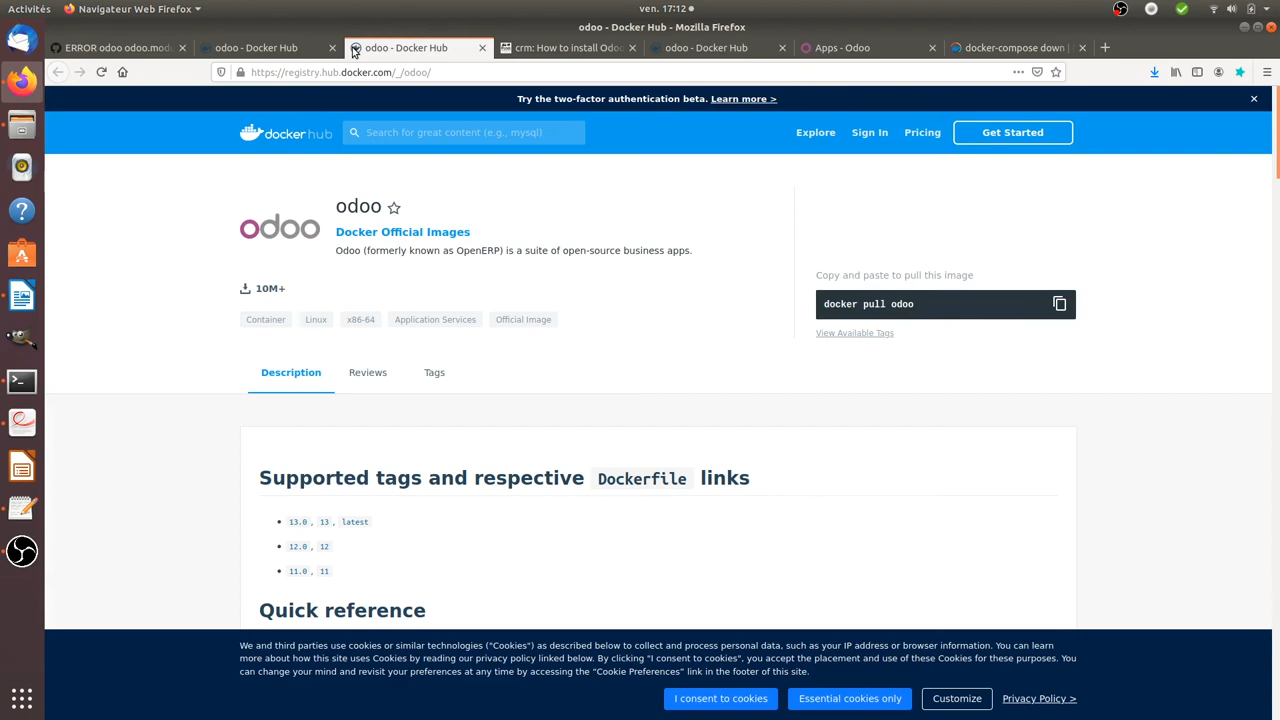 Activités
Navigateur Web Firefox
ven. 17:12
odoo - Docker Hub - Mozilla Firefox
ERROR odoo odoo.modu
odoo - Docker Hub
odoo - Docker Hub
crm: How to install Odoo
odoo - Docker Hub
Apps - Odoo
docker-compose down |
https://registry.hub.docker.com/_/odoo/
Try the two-factor authentication beta. Learn more >
docker hub
Search for great content (e.g., mysql)
Explore
Sign In
Pricing
Get Started
odoo
odoo
Docker Official Images
Odoo (formerly known as OpenERP) is a suite of open-source business apps.
10M+
Container
Linux
x86-64
Application Services
Official Image
Copy and paste to pull this image
docker pull odoo
View Available Tags
Description
Reviews
Tags
Supported tags and respective Dockerfile links
• 13.0, 13, latest
• 12.0, 12
• 11.0, 11
Quick reference
We and third parties use cookies or similar technologies ("Cookies") as described below to collect and process personal data, such as your IP address or browser information. You can learn
more about how this site uses Cookies by reading our privacy policy linked below. By clicking "I consent to cookies", you accept the placement and use of these Cookies for these purposes. You
can change your mind and revisit your preferences at any time by accessing the “Cookie Preferences” link in the footer of this site.
I consent to cookies
Essential cookies only
Customize
Privacy Policy >